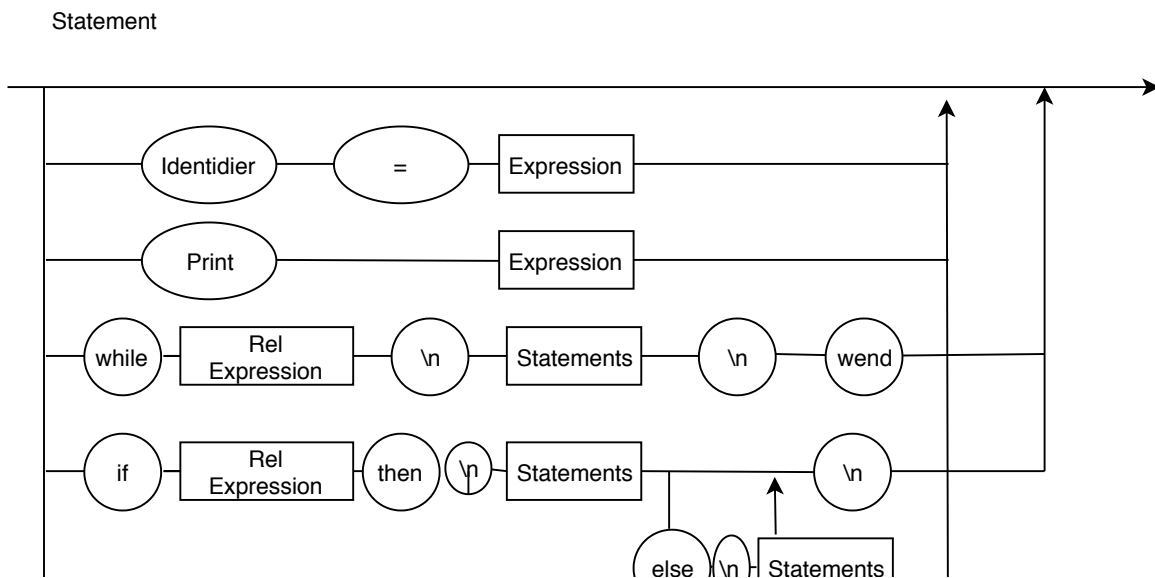 Statement
Identidier = Expression
Print Expression
while Rel Expression \n Statements \n wend
if Rel Expression then \n Statements \n
else \n Statements